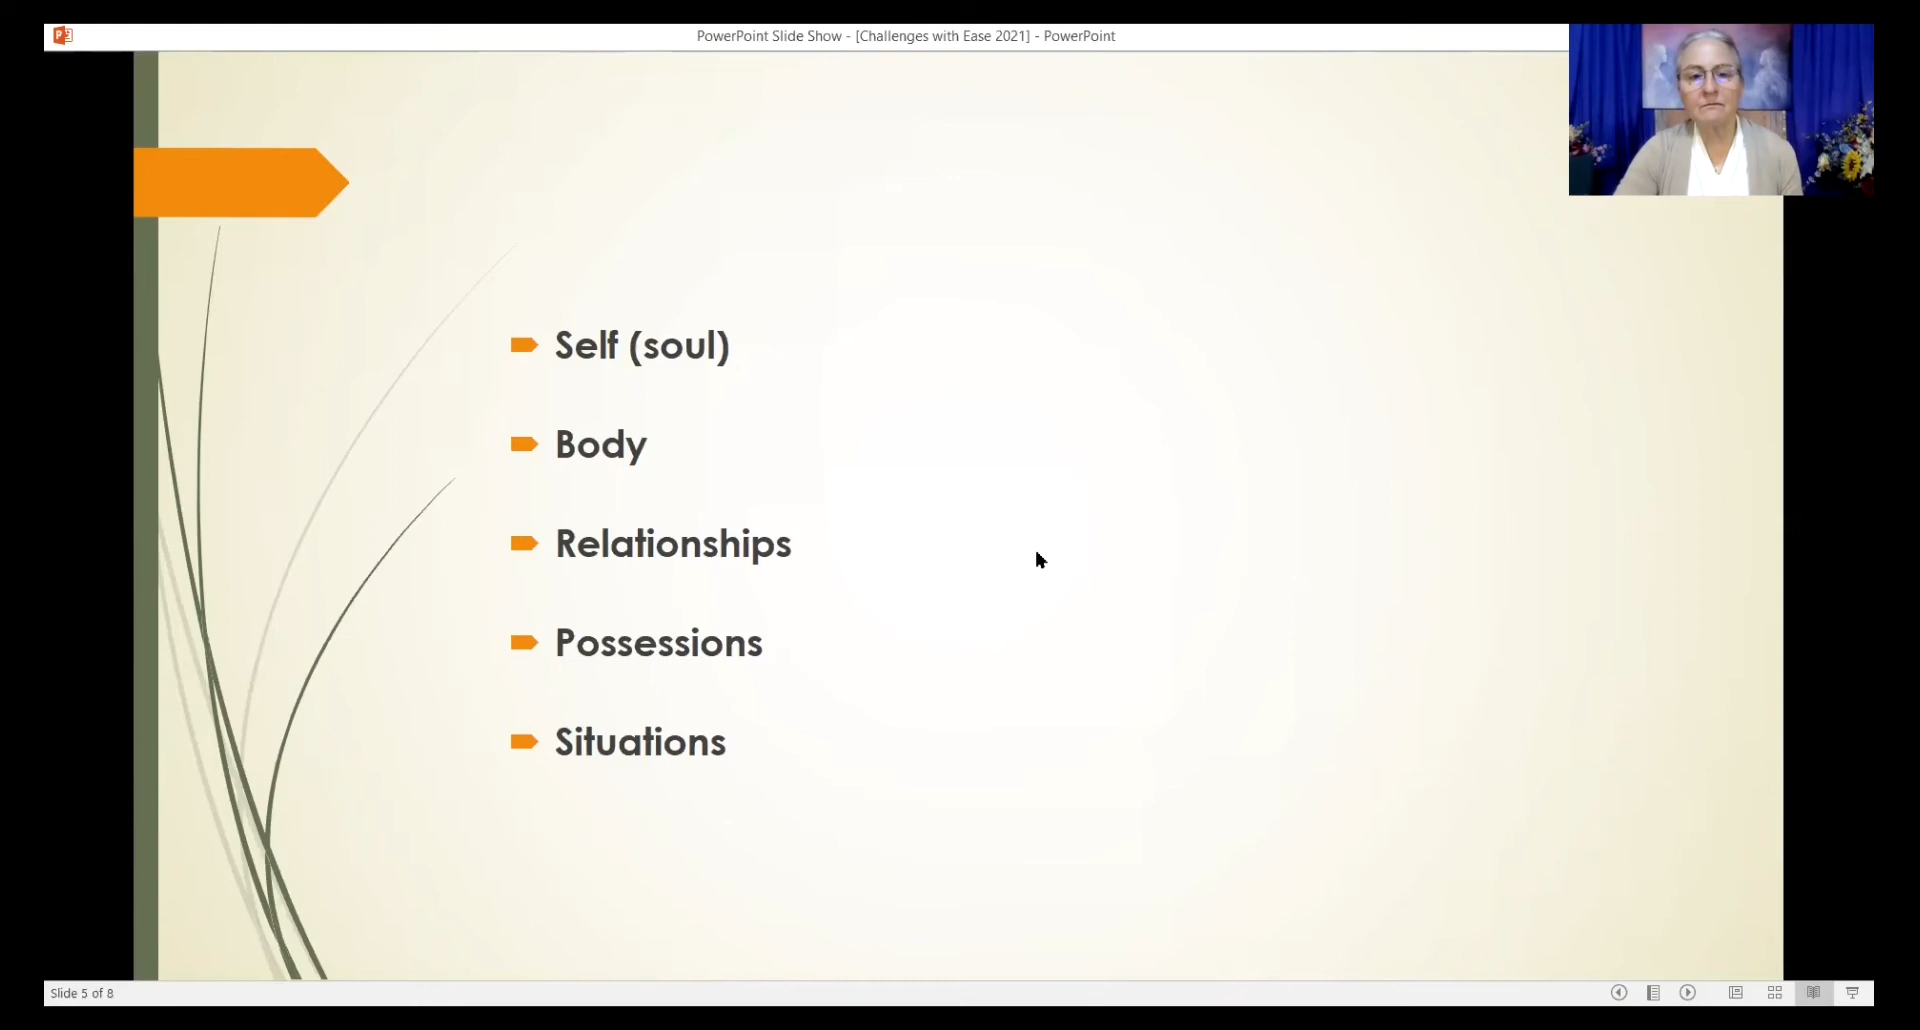 PowerPoint Slide Show - [Challenges with Ease 2021] - PowerPoint
Self (soul)
Body
Relationships
Possessions
Situations
Slide 5 of 8